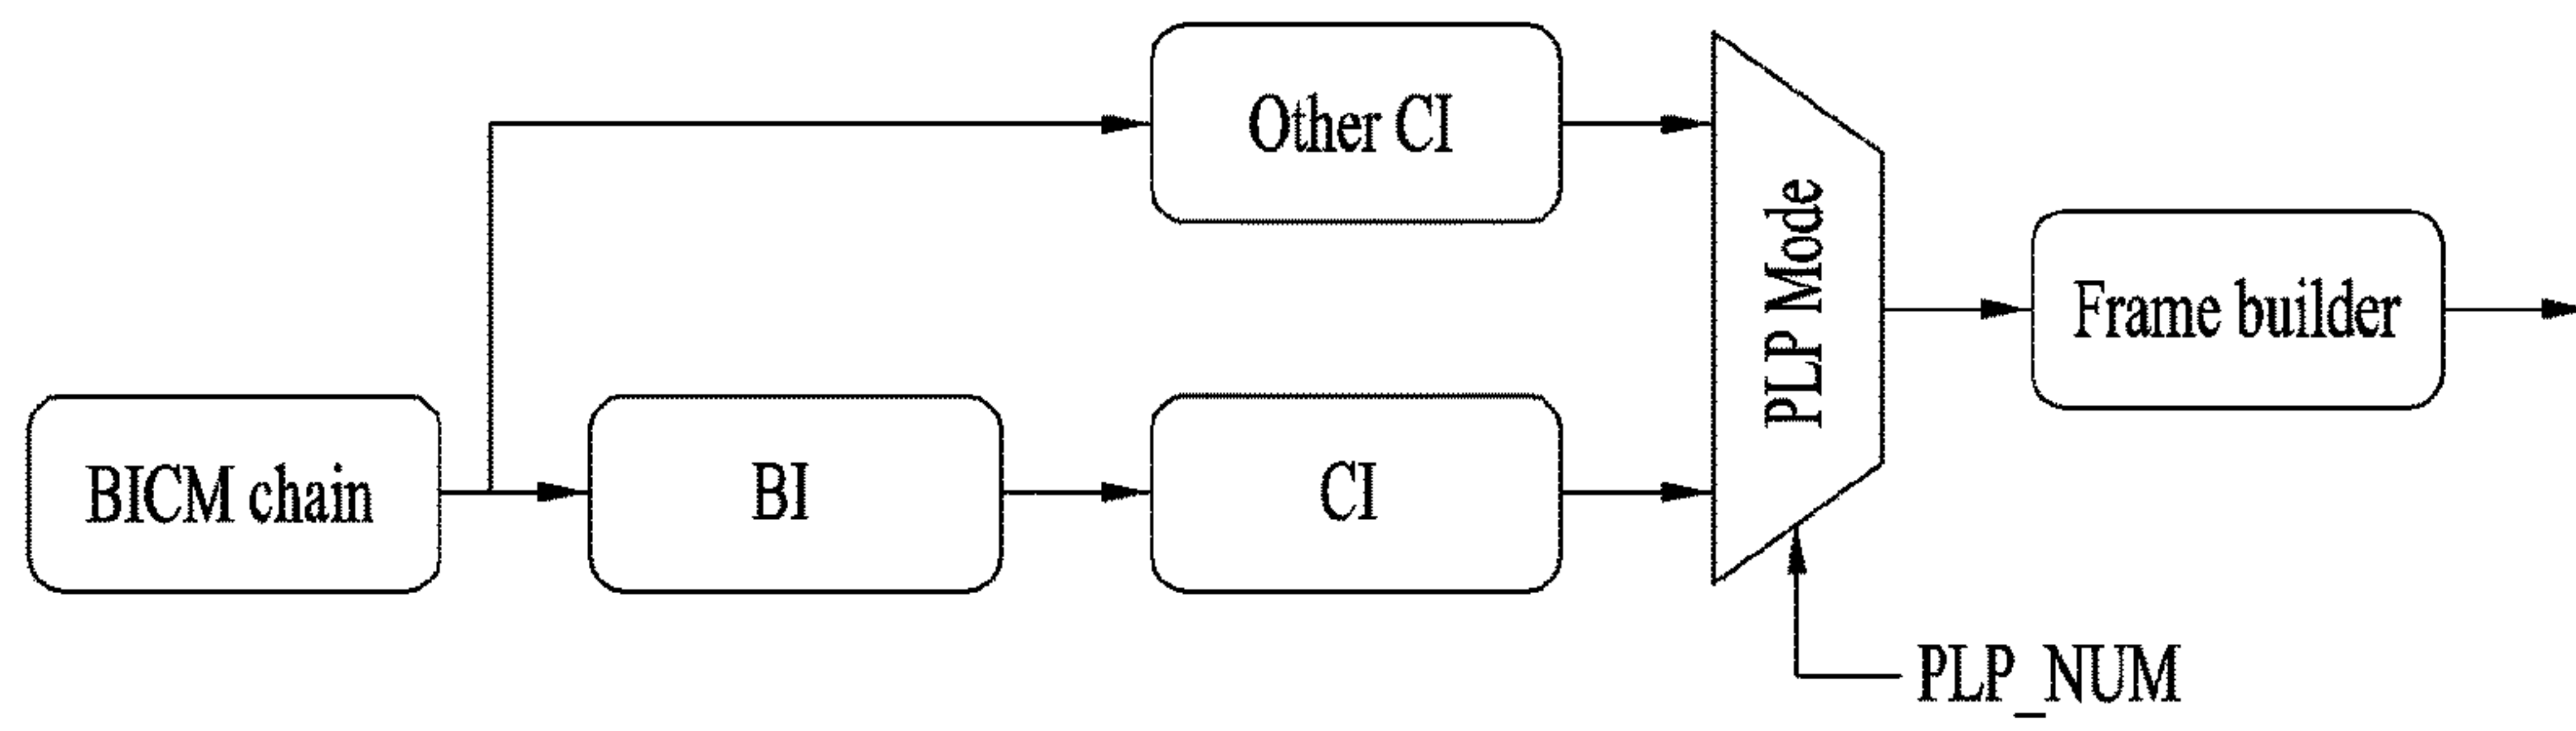 Other CI
PLP Mode
Frame builder
BICM chain
BI
CI
PLP_NUM